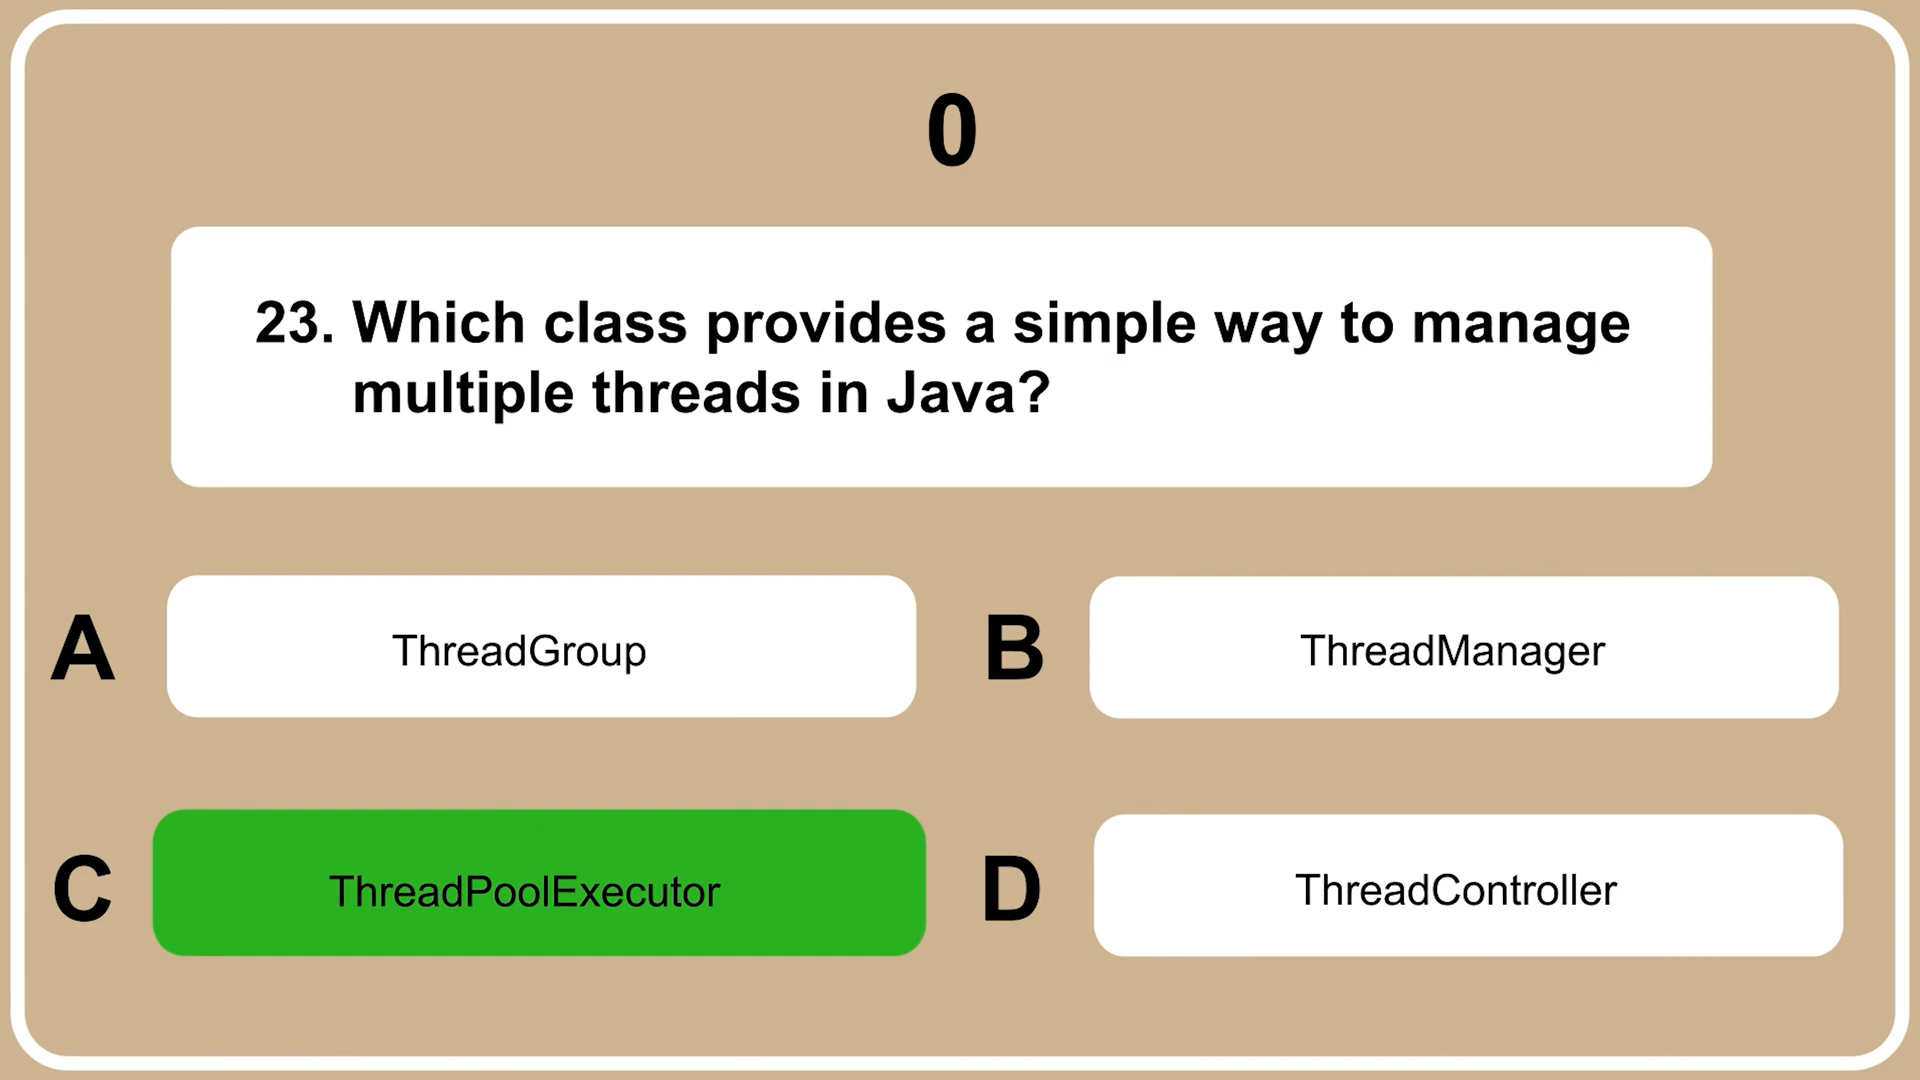 0
23. Which class provides a simple way to manage
multiple threads in Java?
A ThreadGroup
B ThreadManager
C ThreadPoolExecutor
D ThreadController